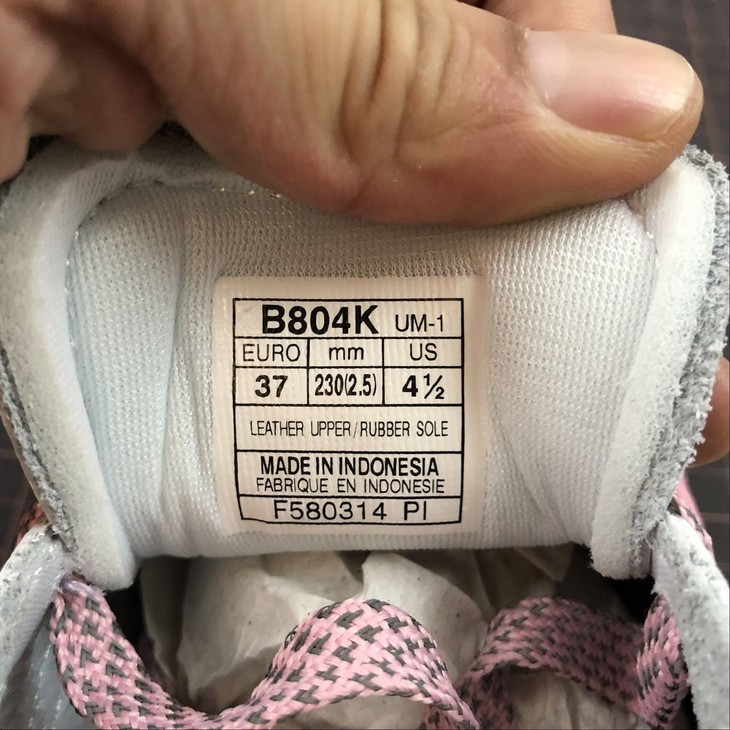 B804K UM-1
EURO mm US
37 230(2.5) 4½
LEATHER UPPER/RUBBER SOLE
MADE IN INDONESIA
FABRIQUE EN INDONESIE
F580314 PI